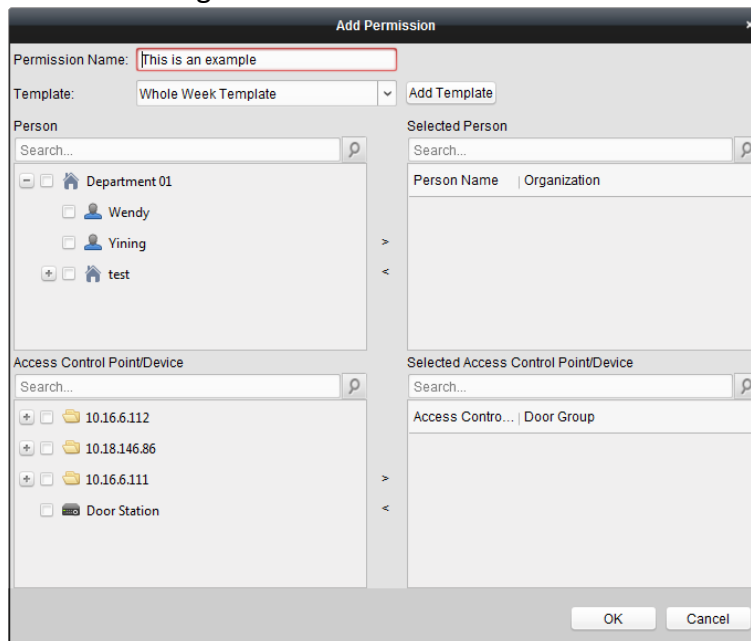 Add Permission
Permission Name: This is an example
Template: Whole Week Template Add Template
Person Selected Person
Search... Search...
Department 01 Person Name Organization
Wendy
Yining
>
test
<
Access Control Point/Device Selected Access Control Point/Device
Search... Search...
10.16.6.112 Access Contro... Door Group
10.18.146.86
10.16.6.111 >
Door Station <
OK Cancel